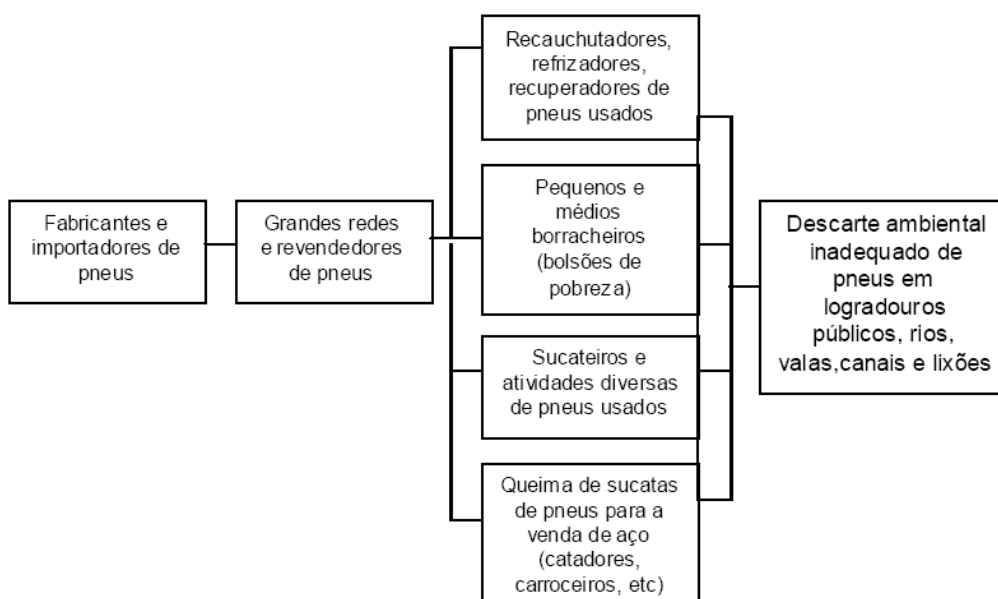 Fabricantes e
importadores de
pneus
Grandes redes
e revendedores
de pneus
Recauchutadores,
refrizadores,
recuperadores de
pneus usados
Pequenos e
médios
borracheiros
(bolsões de
pobreza)
Sucateiros e
atividades diversas
de pneus usados
Queima de sucatas
de pneus para a
venda de aço
(catadores,
carroceiros, etc)
Descarte ambiental
inadequado de
pneus em
logradouros
públicos, rios,
valas,canais e lixões